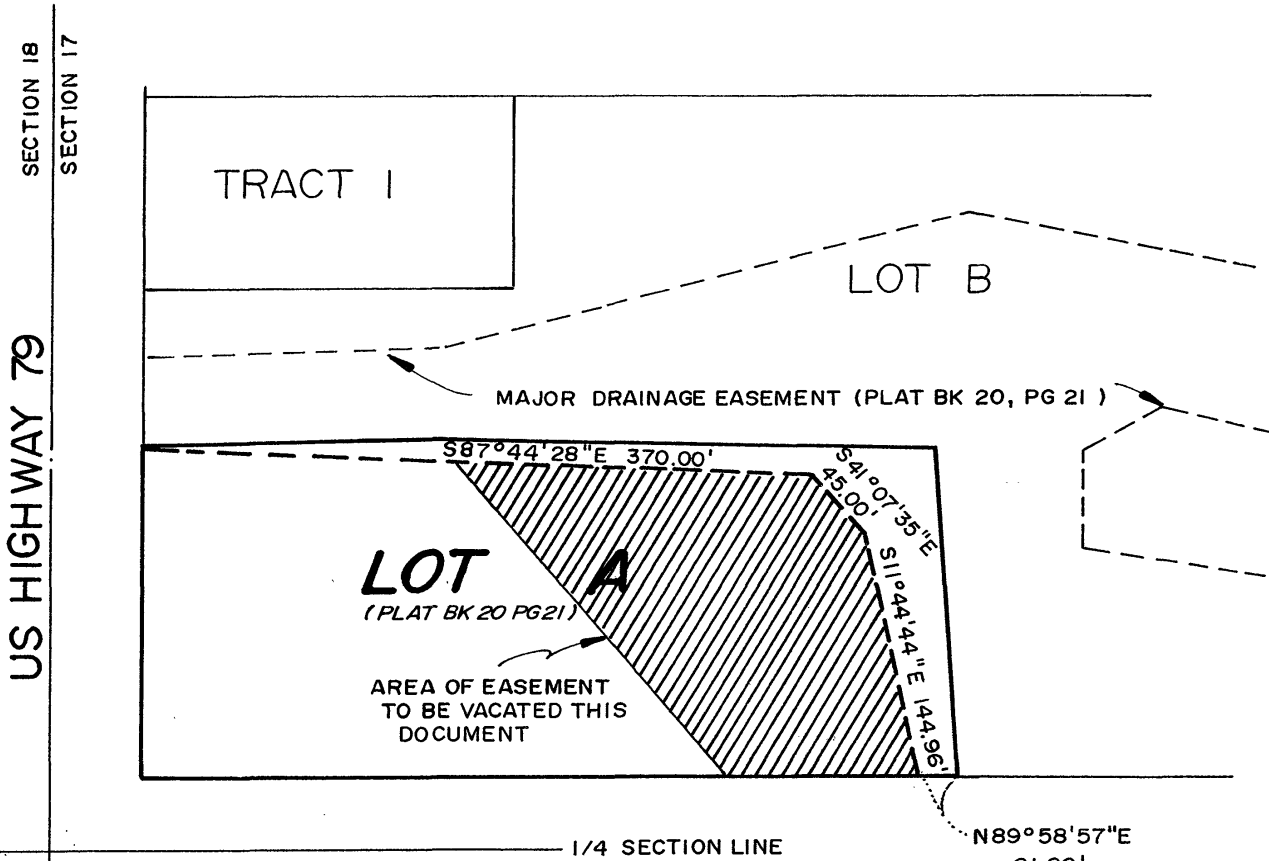 SECTION 18
SECTION 17
US HIGHWAY 79
TRACT 1
LOT B
MAJOR DRAINAGE EASEMENT (PLAT BK 20, PG 21 )
S87°44'28"E 370.00'
S41°07'35"E
45.00'
S11°44'44"E 144.96'
LOT A
(PLAT BK 20 PG21)
AREA OF EASEMENT
TO BE VACATED THIS
DOCUMENT
N89°58'57"E
1/4 SECTION LINE